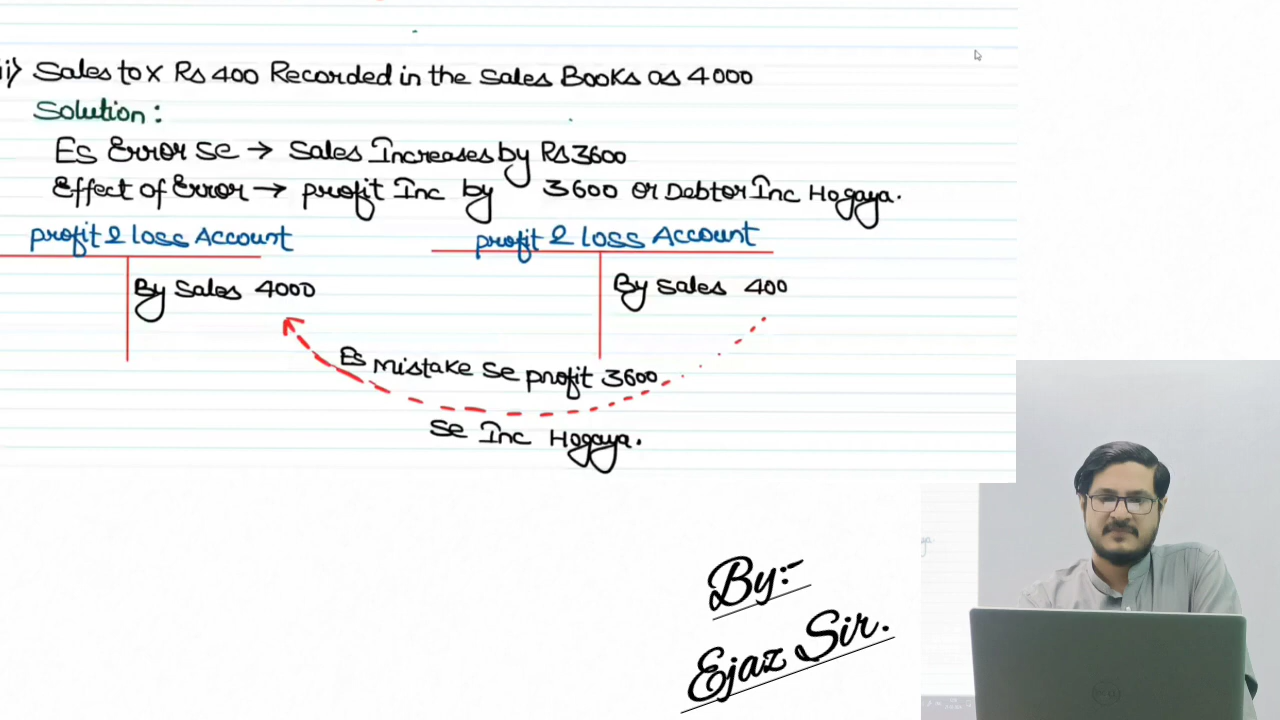 ii) Sales to X Rs 400 Recorded in the Sales Books as 4000
Solution:
Es Error se → Sales Increases by Rs 3600
Effect of Error → profit Inc by 3600 or Debtor Inc Hogaya.
profit & loss Account
By Sales 4000
profit & loss Account
By Sales 400
Es mistake se profit 3600
se Inc Hogaya.
By:-
Ejaz Sir.